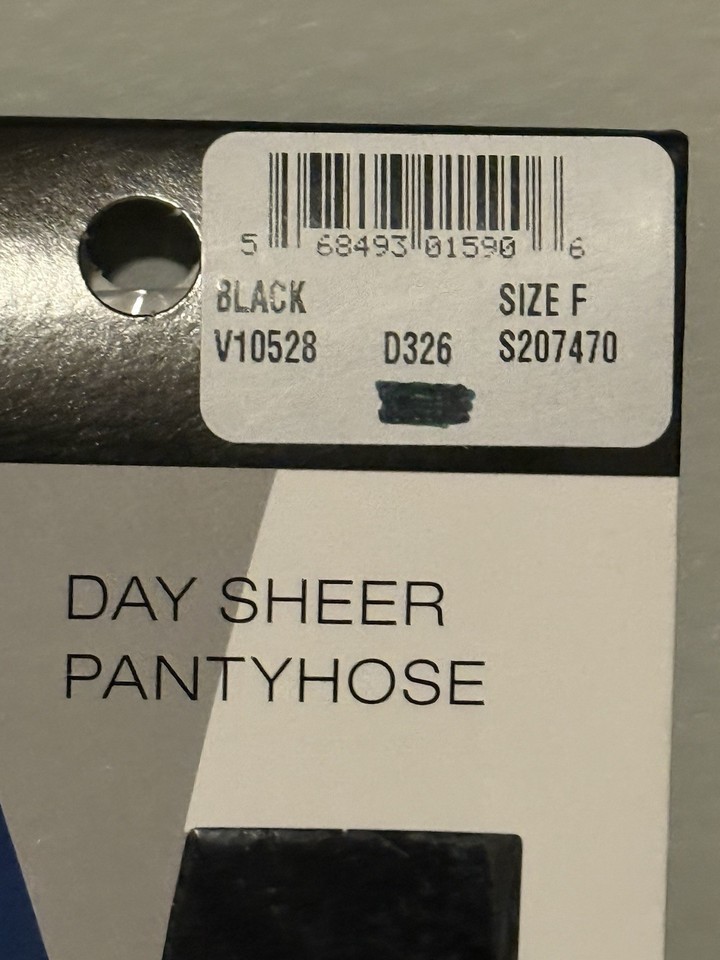 5 68493 01590 6
BLACK SIZE F
V10528 D326 S207470
DAY SHEER
PANTYHOSE